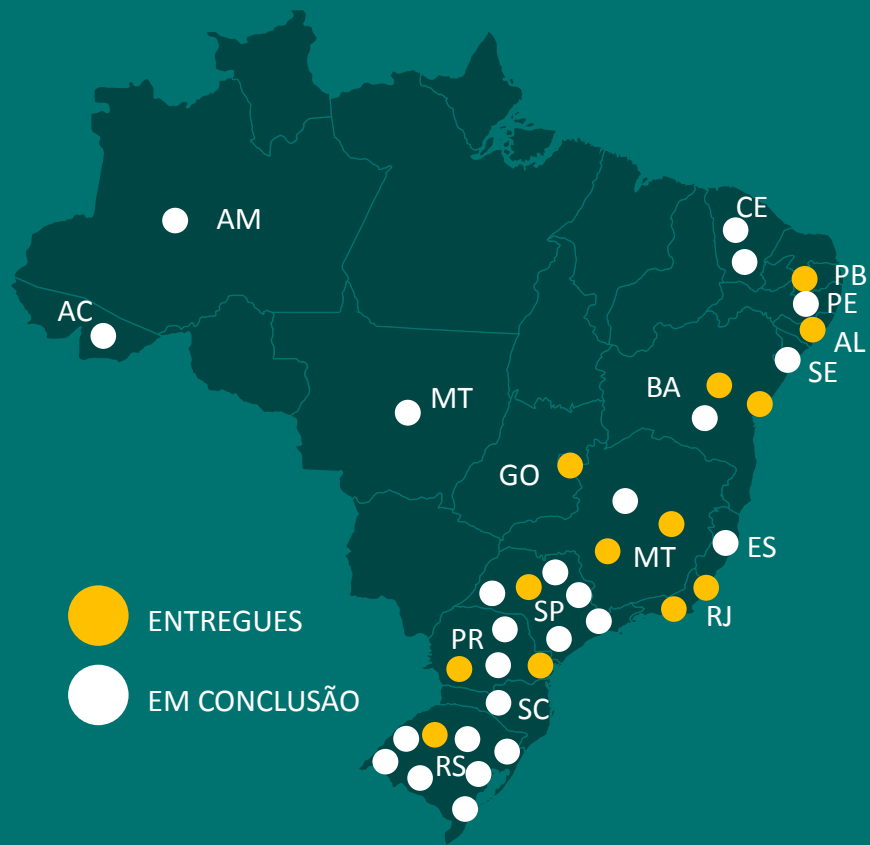 CE
AM
PB
PE
AC
AL
SE
BA
MT
GO
ES
MT
SP
RJ
ENTREGUES
PR
EM CONCLUSÃO
SC
RS